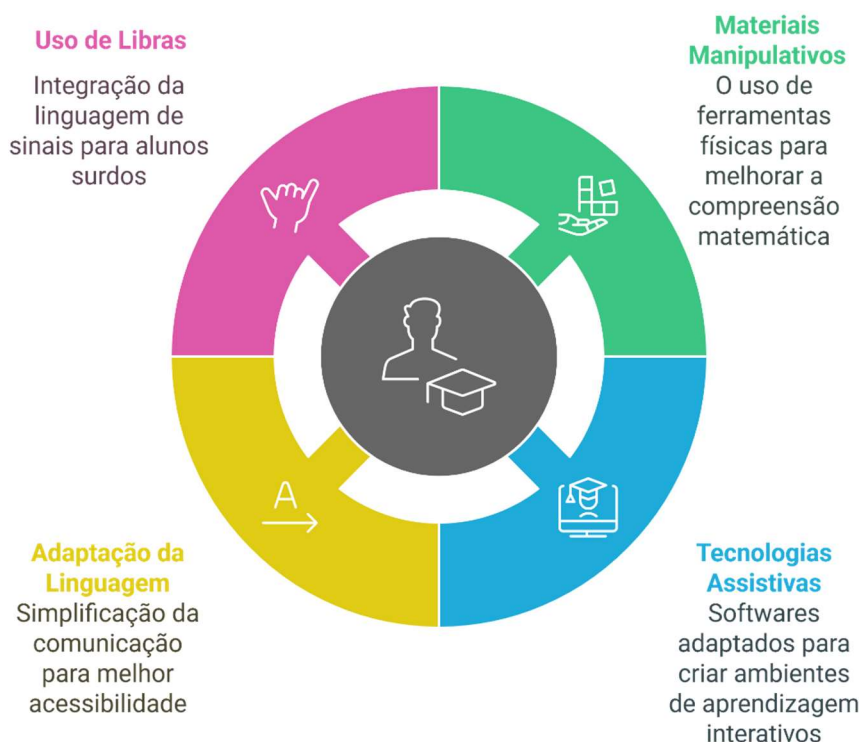 Uso de Libras
Integração da
linguagem de
sinais para alunos
surdos
Materiais
Manipulativos
O uso de
ferramentas
físicas para
melhorar a
compreensão
matemática
A
Adaptação da
Linguagem
Simplificação da
comunicação
para melhor
acessibilidade
Tecnologias
Assistivas
Softwares
adaptados para
criar ambientes
de aprendizagem
interativos